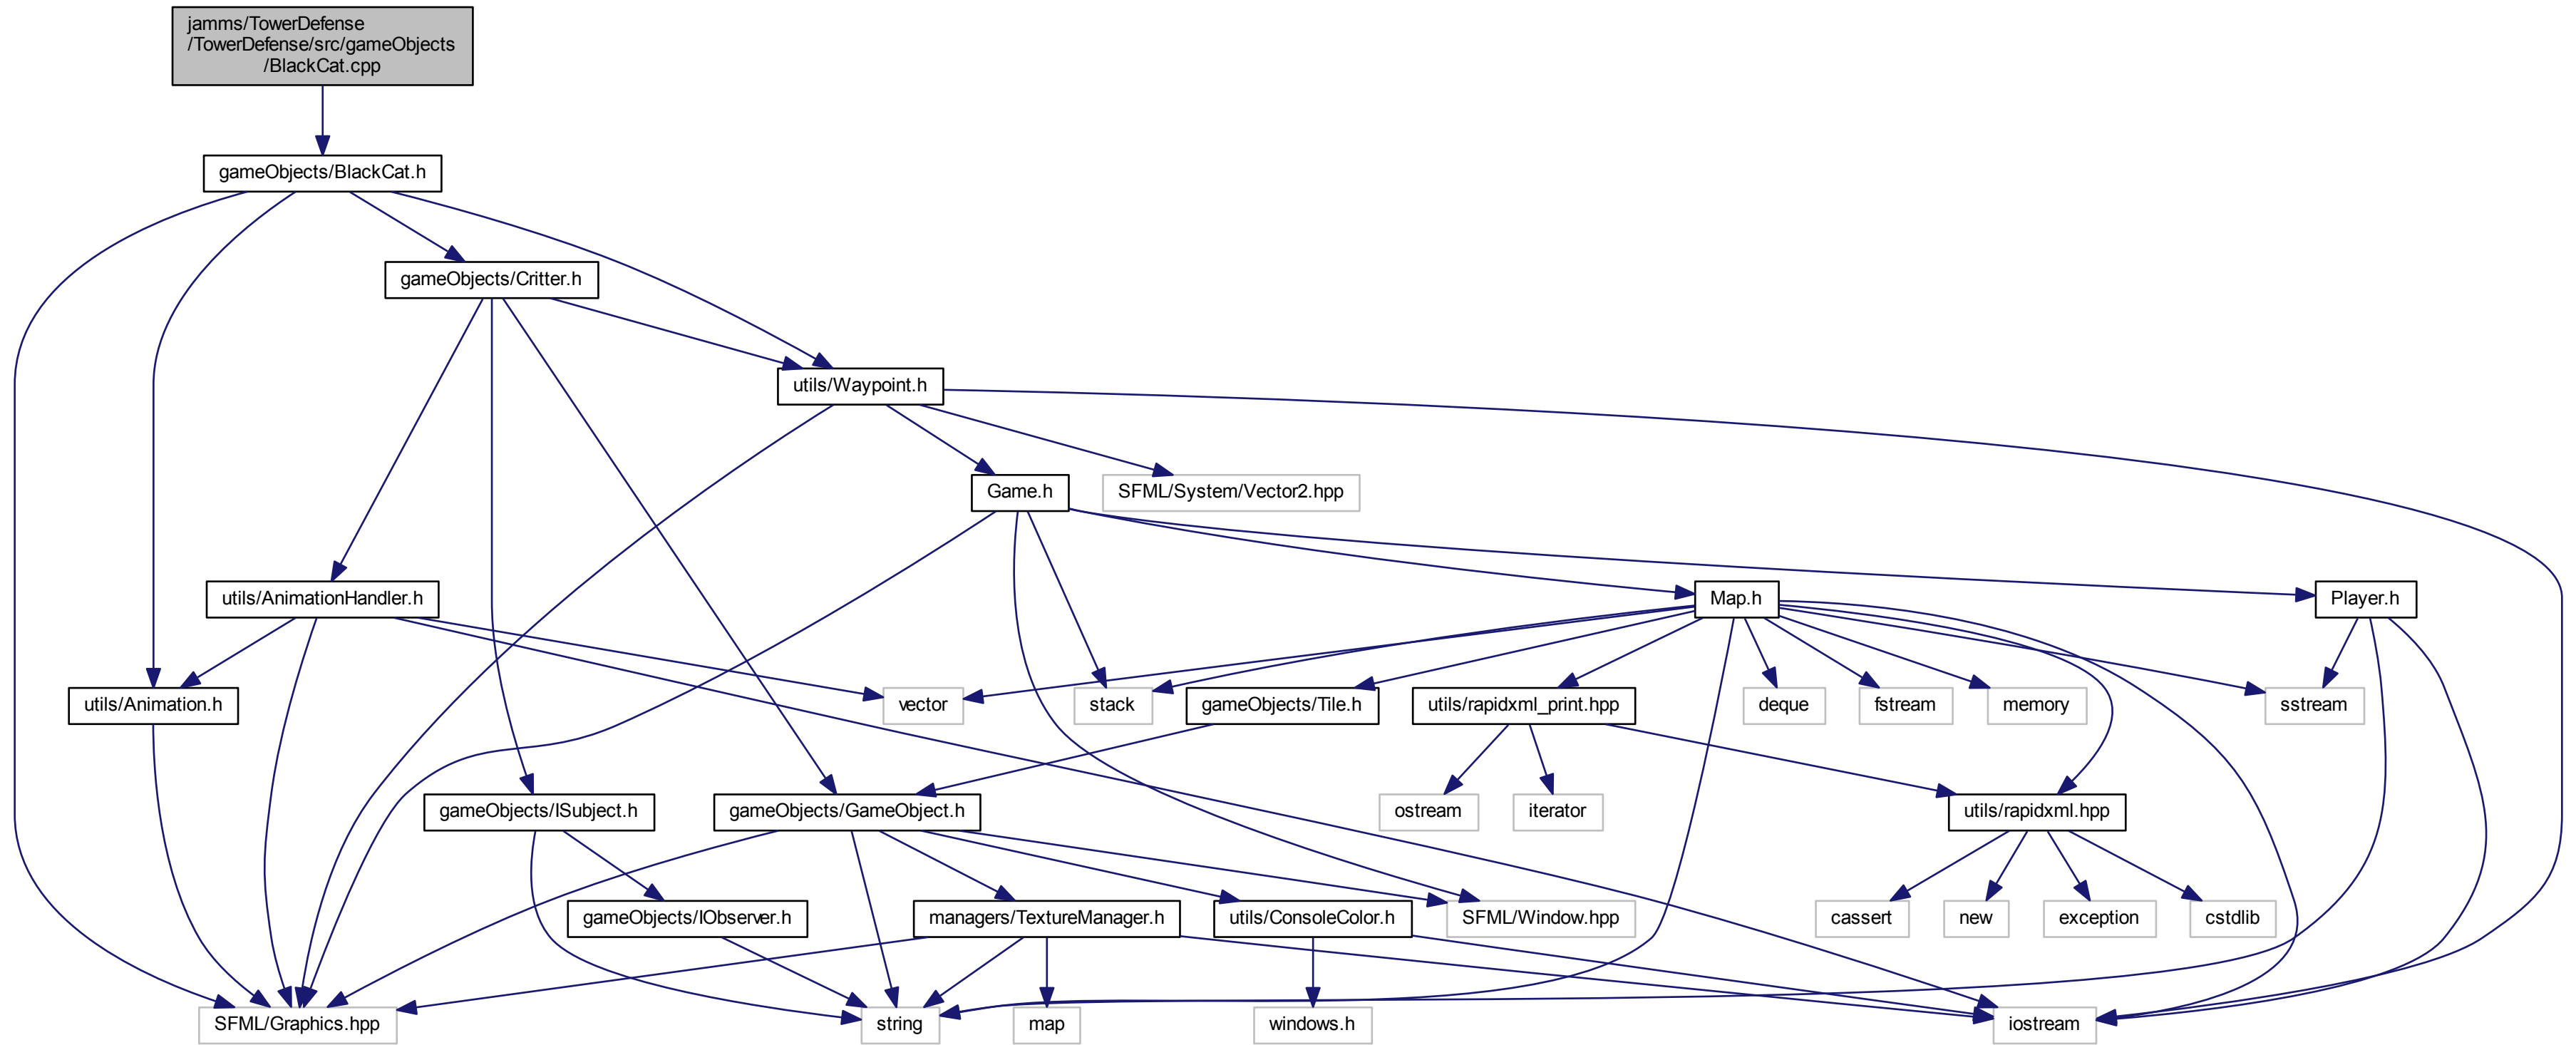 jamms/TowerDefense
/TowerDefense/src/gameObjects
/BlackCat.cpp
gameObjects/BlackCat.h
gameObjects/Critter.h
utils/Waypoint.h
Game.h
SFML/System/Vector2.hpp
utils/AnimationHandler.h
Map.h
Player.h
utils/Animation.h
vector
stack
gameObjects/Tile.h
utils/rapidxml_print.hpp
deque
fstream
memory
sstream
gameObjects/ISubject.h
gameObjects/GameObject.h
ostream
iterator
utils/rapidxml.hpp
gameObjects/IObserver.h
managers/TextureManager.h
utils/ConsoleColor.h
SFML/Window.hpp
cassert
new
exception
cstdlib
SFML/Graphics.hpp
string
map
windows.h
iostream